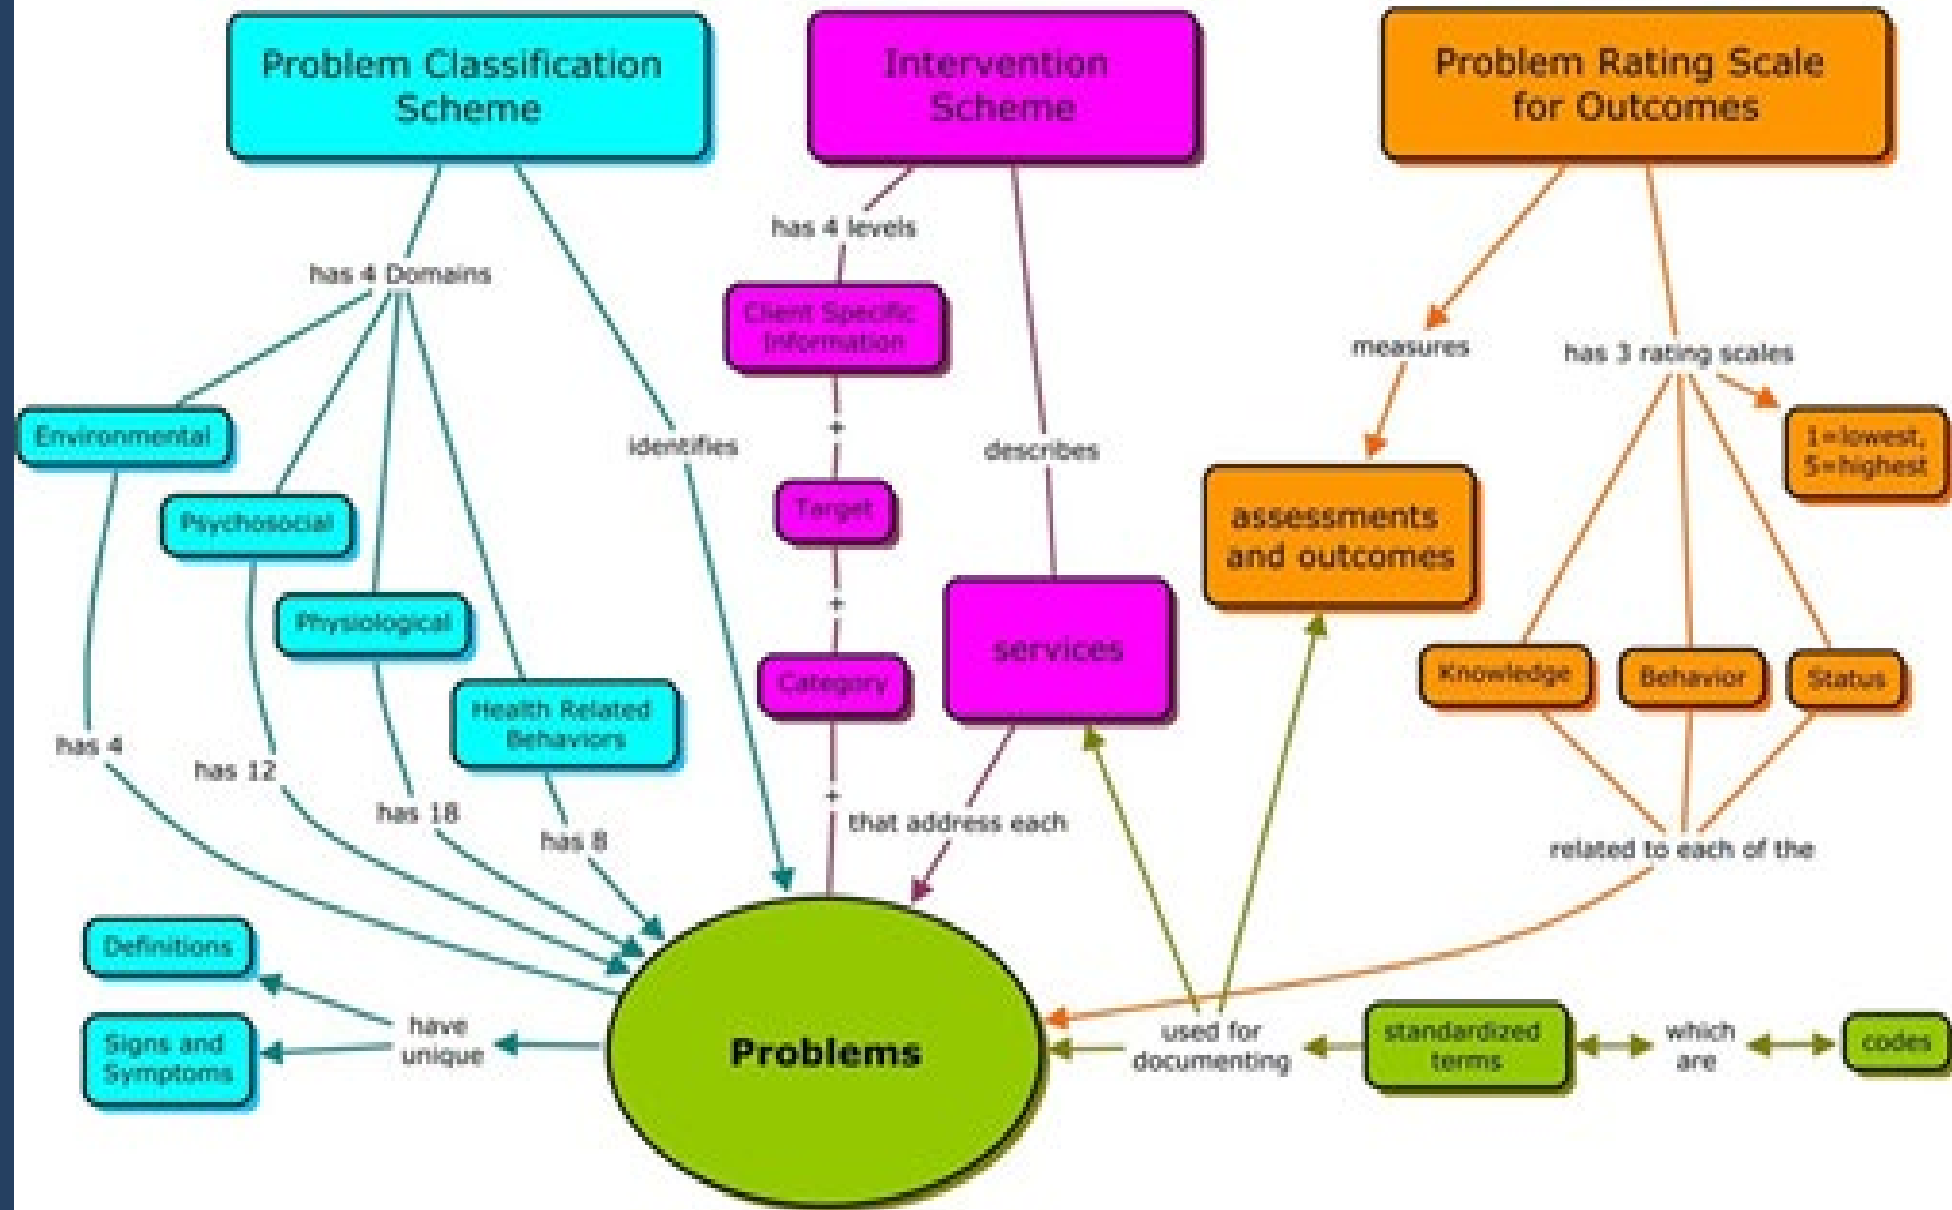 Problem Classification
Scheme
Intervention
Scheme
Problem Rating Scale
for Outcomes
has 4 levels
has 4 Domains
Client Specific
Information
measures
has 3 rating scales
Environmental
identifies
+
describes
1=lowest,
5=highest
Psychosocial
Target
assessments
and outcomes
Physiological
+
services
Category
Knowledge
Behavior
Status
Health Related
Behaviors
has 4
has 12
has 18
has 8
+
that address each
related to each of the
Definitions
Signs and
Symptoms
have
unique
Problems
used for
documenting
standardized
terms
which
are
codes